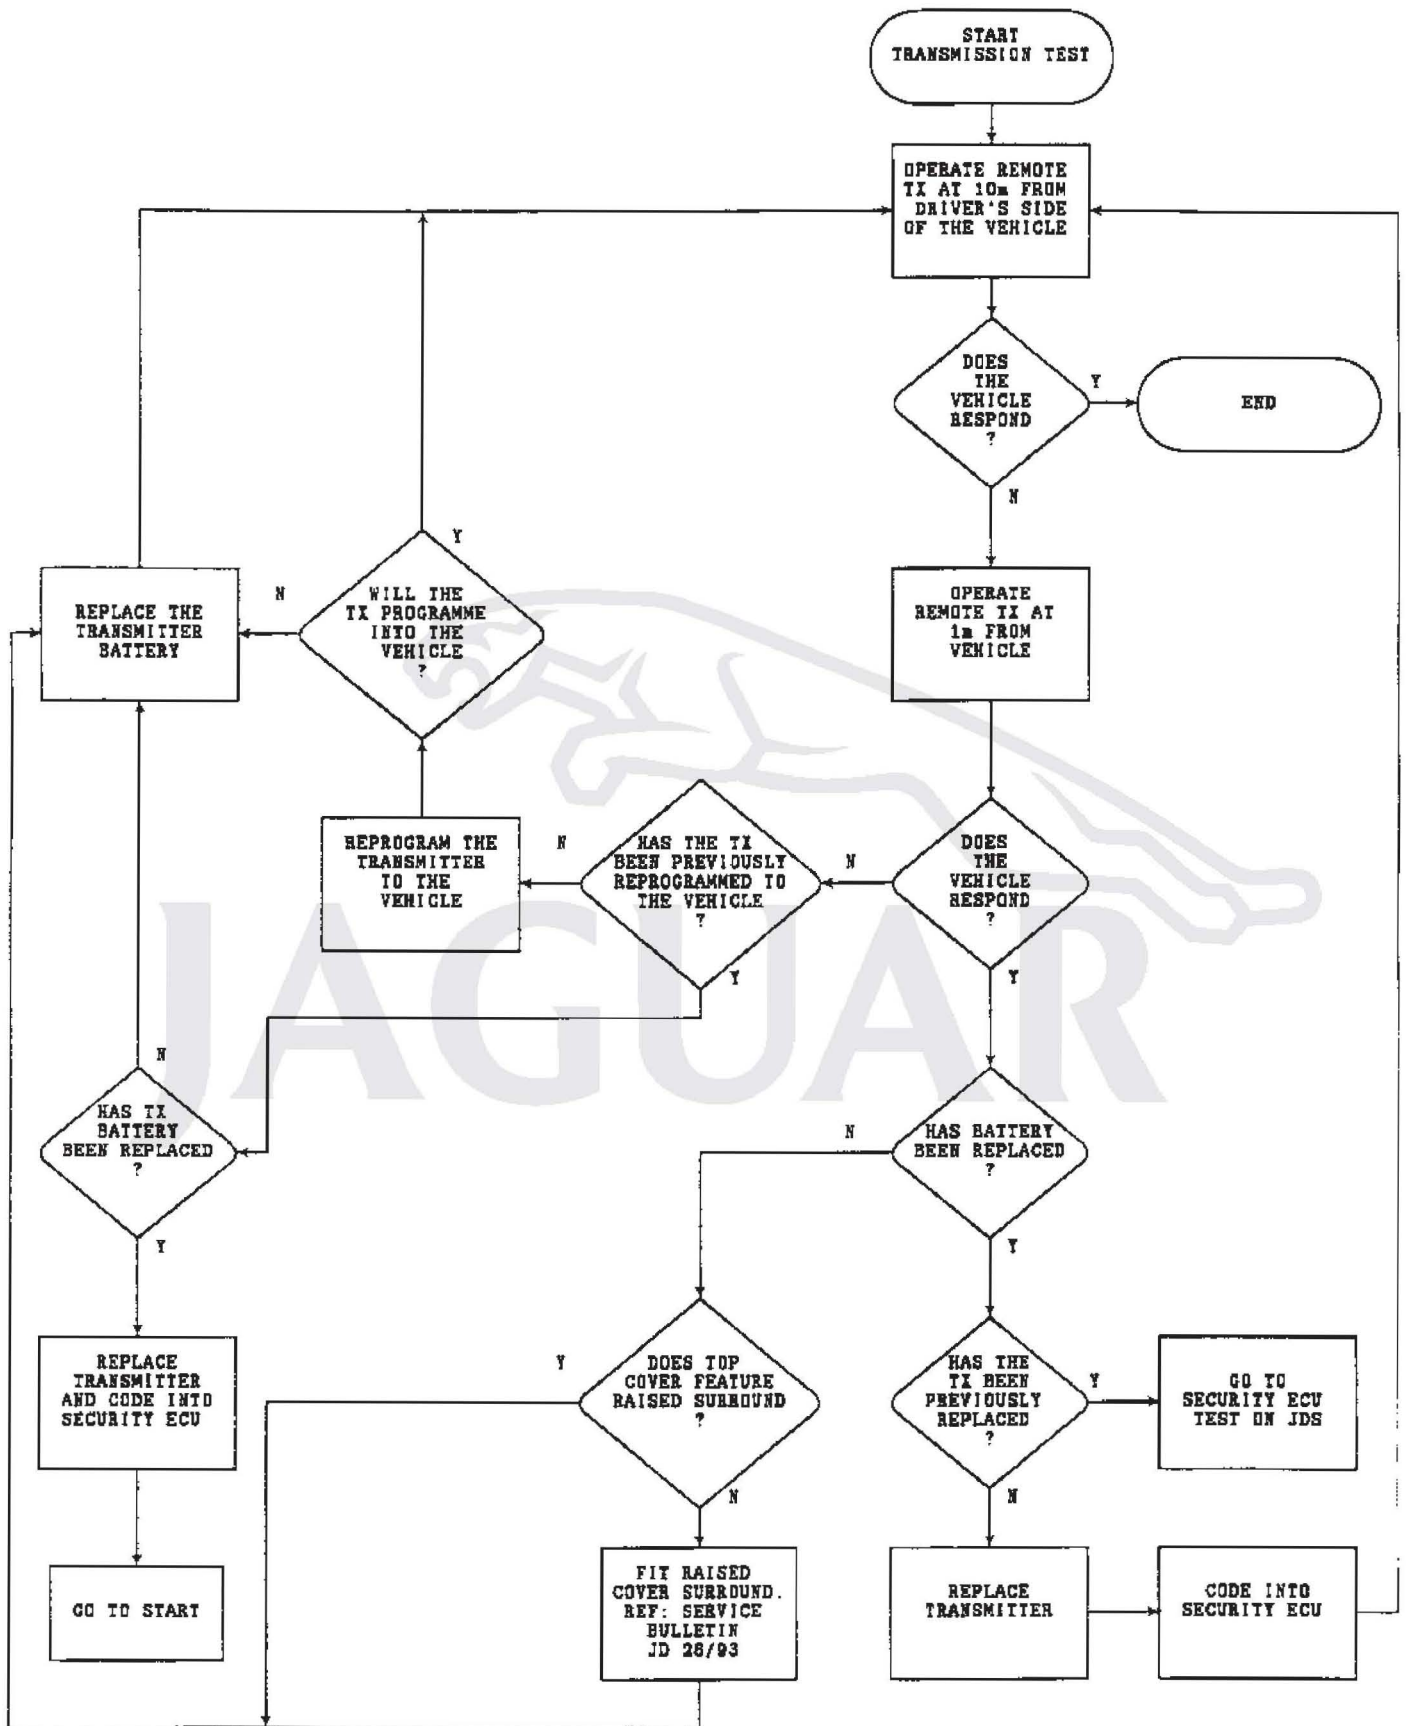 START
TRANSMISSION TEST
OPERATE REMOTE
TX AT 10m FROM
DRIVER'S SIDE
OF THE VEHICLE
DOES
THE
VEHICLE
RESPOND
?
Y
END
N
OPERATE
REMOTE TX AT
1m FROM
VEHICLE
Y
WILL THE
TX PROGRAMME
INTO THE
VEHICLE
?
N
REPLACE THE
TRANSMITTER
BATTERY
REPROGRAM THE
TRANSMITTER
TO THE
VEHICLE
N
HAS THE TX
BEEN PREVIOUSLY
REPROGRAMMED TO
THE VEHICLE
?
Y
N
DOES
THE
VEHICLE
RESPOND
?
Y
JAGUAR
N
HAS TX
BATTERY
BEEN REPLACED
?
Y
N
HAS BATTERY
BEEN REPLACED
?
Y
REPLACE
TRANSMITTER
AND CODE INTO
SECURITY ECU
Y
DOES TOP
COVER FEATURE
RAISED SURROUND
?
N
HAS THE
TX BEEN
PREVIOUSLY
REPLACED
?
Y
N
GO TO
SECURITY ECU
TEST ON JDS
GO TO START
FIT RAISED
COVER SURROUND.
REF: SERVICE
BULLETIN
JD 28/93
REPLACE
TRANSMITTER
CODE INTO
SECURITY ECU